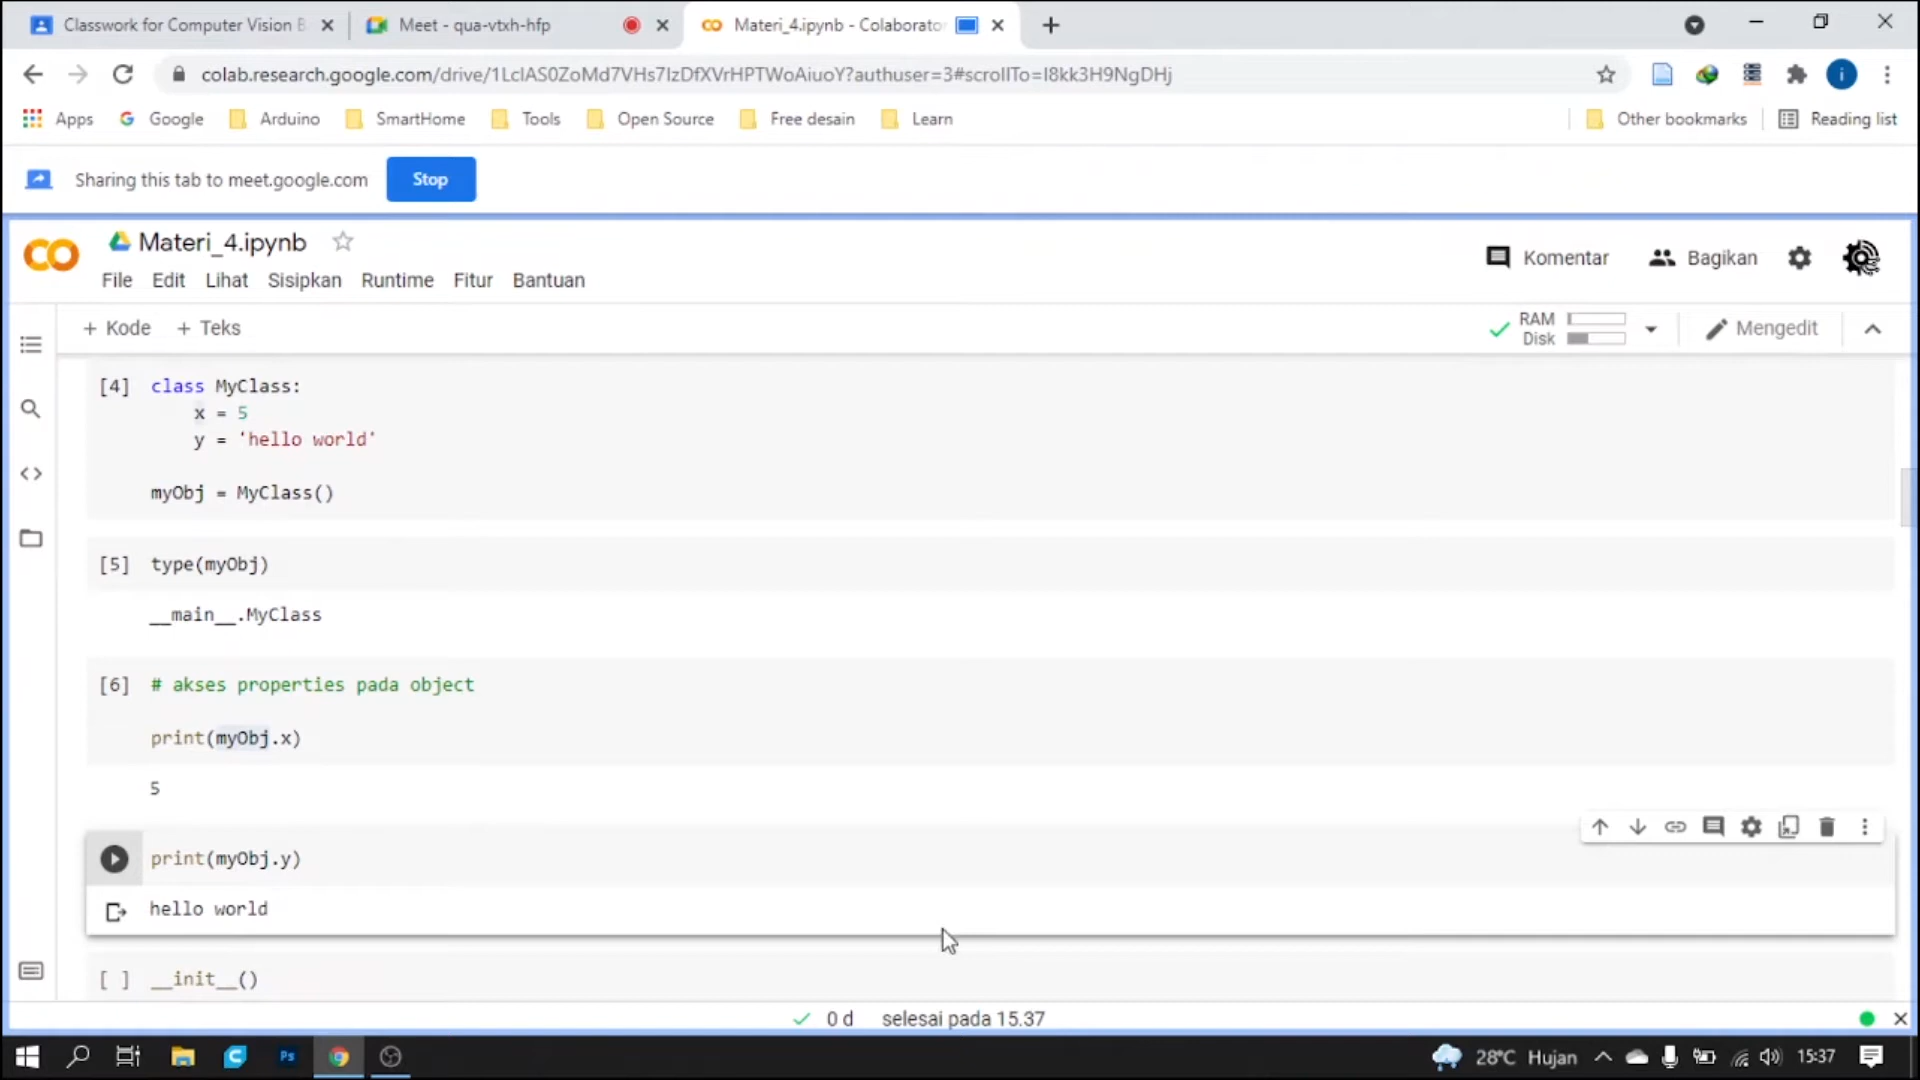 Classwork for Computer Vision B
Meet - qua-vtxh-hfp
Materi_4.ipynb - Colaborator
colab.research.google.com/drive/1LclAS0ZoMd7VHs7IzDfXVrHPTWoAiuoY?authuser=3#scrollTo=I8kk3H9NgDHj
i
Apps
Google
Arduino
SmartHome
Tools
Open Source
Free desain
Learn
Other bookmarks
Reading list
Sharing this tab to meet.google.com
Stop
Materi_4.ipynb
Komentar
Bagikan
File Edit Lihat Sisipkan Runtime Fitur Bantuan
+ Kode + Teks
RAM
Disk
Mengedit
[4] class MyClass:
x = 5
y = 'hello world'
myObj = MyClass()
[5] type(myObj)
__main__.MyClass
[6] # akses properties pada object
print(myObj.x)
5
print(myObj.y)
hello world
[ ] __init__()
0 d selesai pada 15.37
Ps
28°C Hujan
15:37